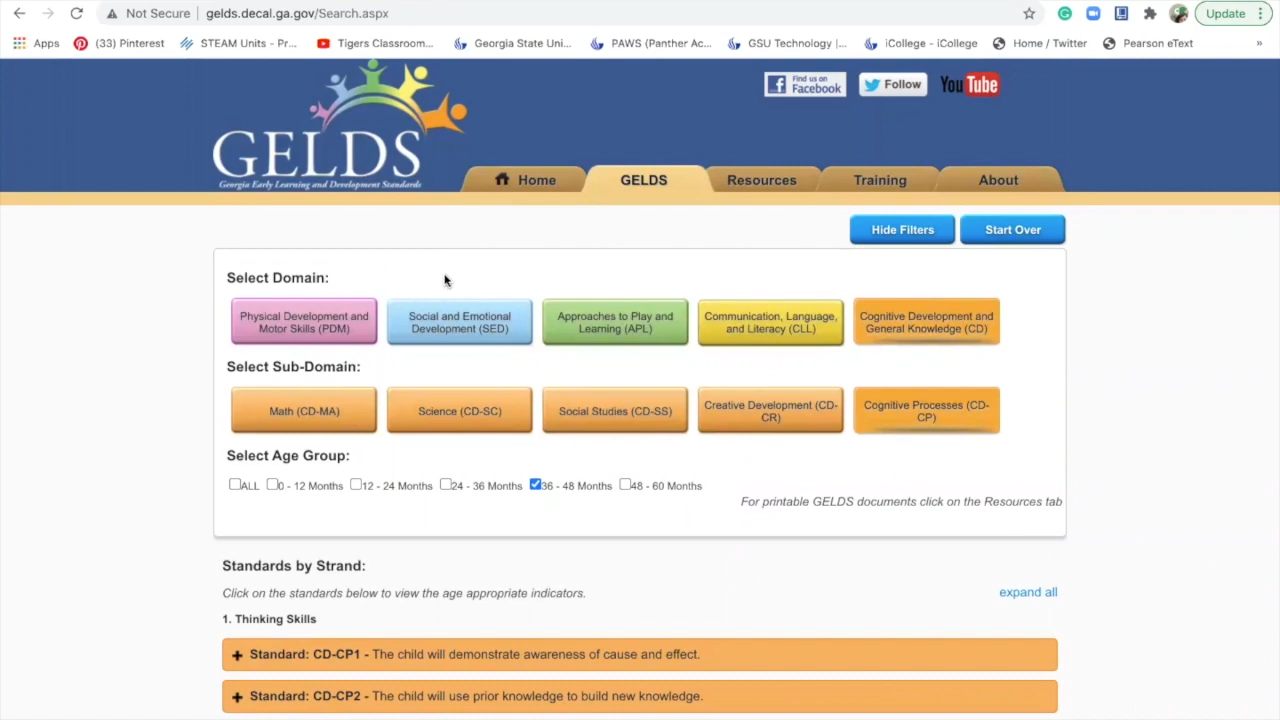 Not Secure | gelds.decal.ga.gov/Search.aspx Update
Apps (33) Pinterest STEAM Units - Pr... Tigers Classroom... Georgia State Uni... PAWS (Panther Ac... GSU Technology |... iCollege - iCollege Home / Twitter Pearson eText »
GELDS
Georgia Early Learning and Development Standards
Find us on
Facebook
Follow
YouTube
Home GELDS Resources Training About
Hide Filters Start Over
Select Domain:
Physical Development and
Motor Skills (PDM)
Social and Emotional
Development (SED)
Approaches to Play and
Learning (APL)
Communication, Language,
and Literacy (CLL)
Cognitive Development and
General Knowledge (CD)
Select Sub-Domain:
Math (CD-MA)
Science (CD-SC)
Social Studies (CD-SS)
Creative Development (CD-
CR)
Cognitive Processes (CD-
CP)
Select Age Group:
ALL 0 - 12 Months 12 - 24 Months 24 - 36 Months 36 - 48 Months 48 - 60 Months
For printable GELDS documents click on the Resources tab
Standards by Strand:
Click on the standards below to view the age appropriate indicators. expand all
1. Thinking Skills
+ Standard: CD-CP1 - The child will demonstrate awareness of cause and effect.
+ Standard: CD-CP2 - The child will use prior knowledge to build new knowledge.